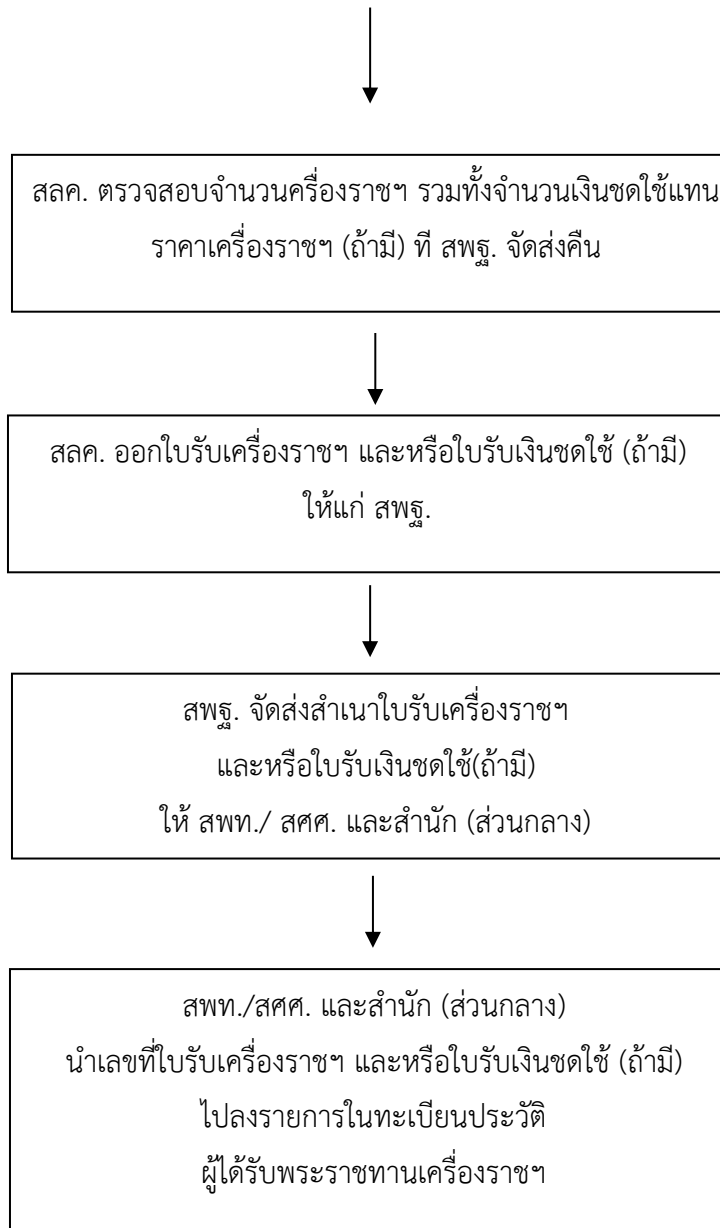 สลค. ตรวจสอบจำนวนครื่องราชฯ รวมทั้งจำนวนเงินชดใช้แทน
ราคาเครื่องราชฯ (ถ้ามี) ที สพฐ. จัดส่งคืน
สลค. ออกใบรับเครื่องราชฯ และหรือใบรับเงินชดใช้ (ถ้ามี)
ให้แก่ สพฐ.
สพฐ. จัดส่งสำเนาใบรับเครื่องราชฯ
และหรือใบรับเงินชดใช้(ถ้ามี)
ให้ สพท./ สศศ. และสำนัก (ส่วนกลาง)
สพท./สศศ. และสำนัก (ส่วนกลาง)
นำเลขที่ใบรับเครื่องราชฯ และหรือใบรับเงินชดใช้ (ถ้ามี)
ไปลงรายการในทะเบียนประวัติ
ผู้ได้รับพระราชทานเครื่องราชฯ